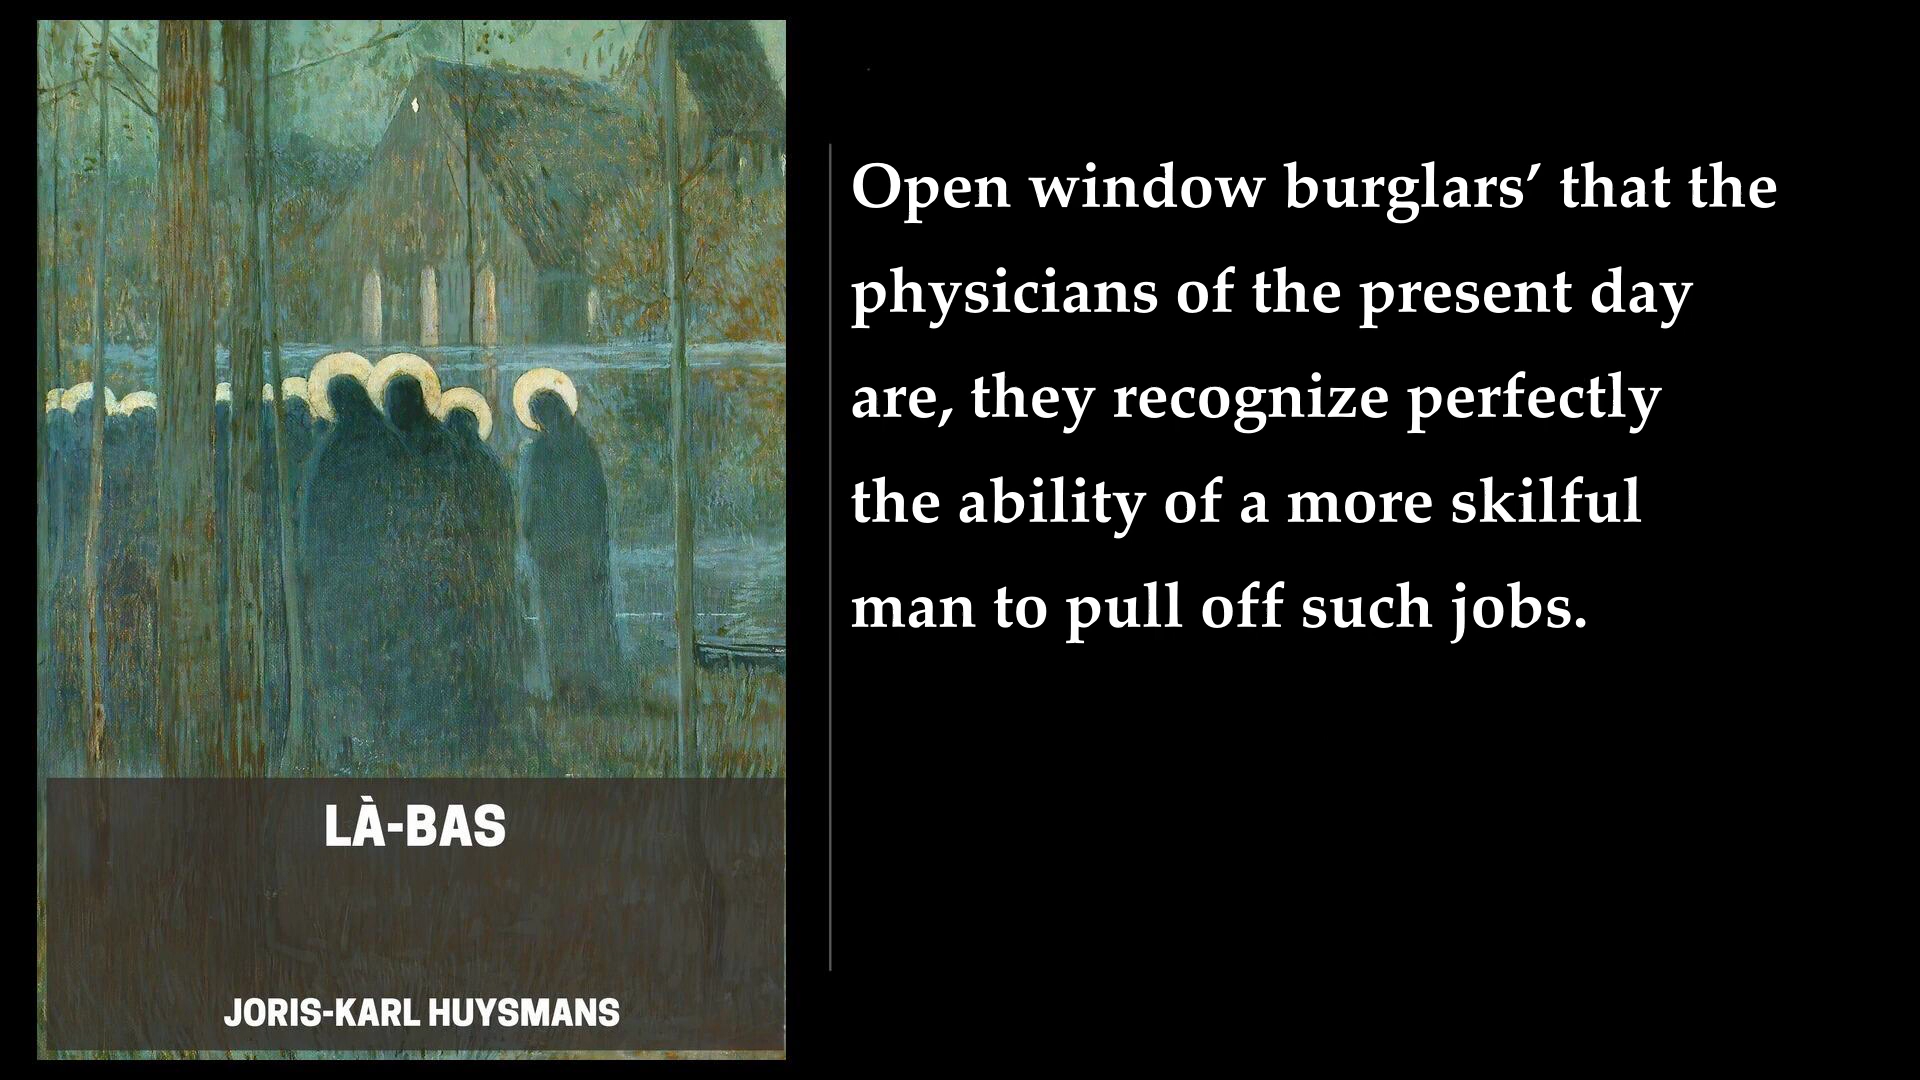 LÀ-BAS
JORIS-KARL HUYSMANS
Open window burglars’ that the
physicians of the present day
are, they recognize perfectly
the ability of a more skilful
man to pull off such jobs.